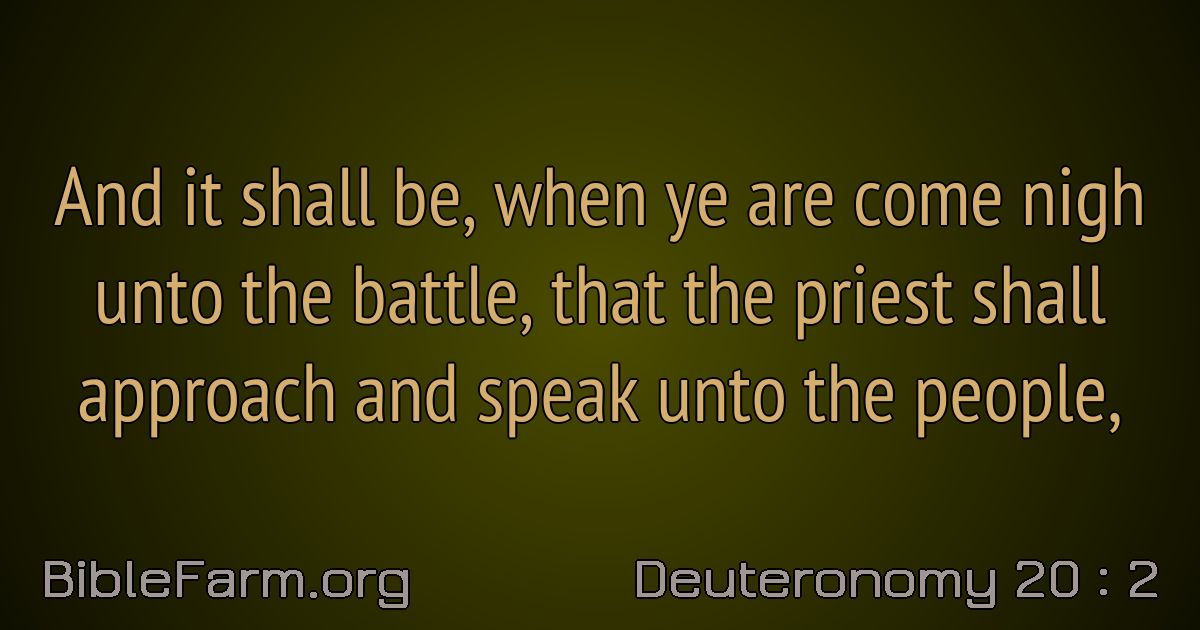 And it shall be, when ye are come nigh
unto the battle, that the priest shall
approach and speak unto the people,
BibleFarm.org
Deuteronomy 20 : 2